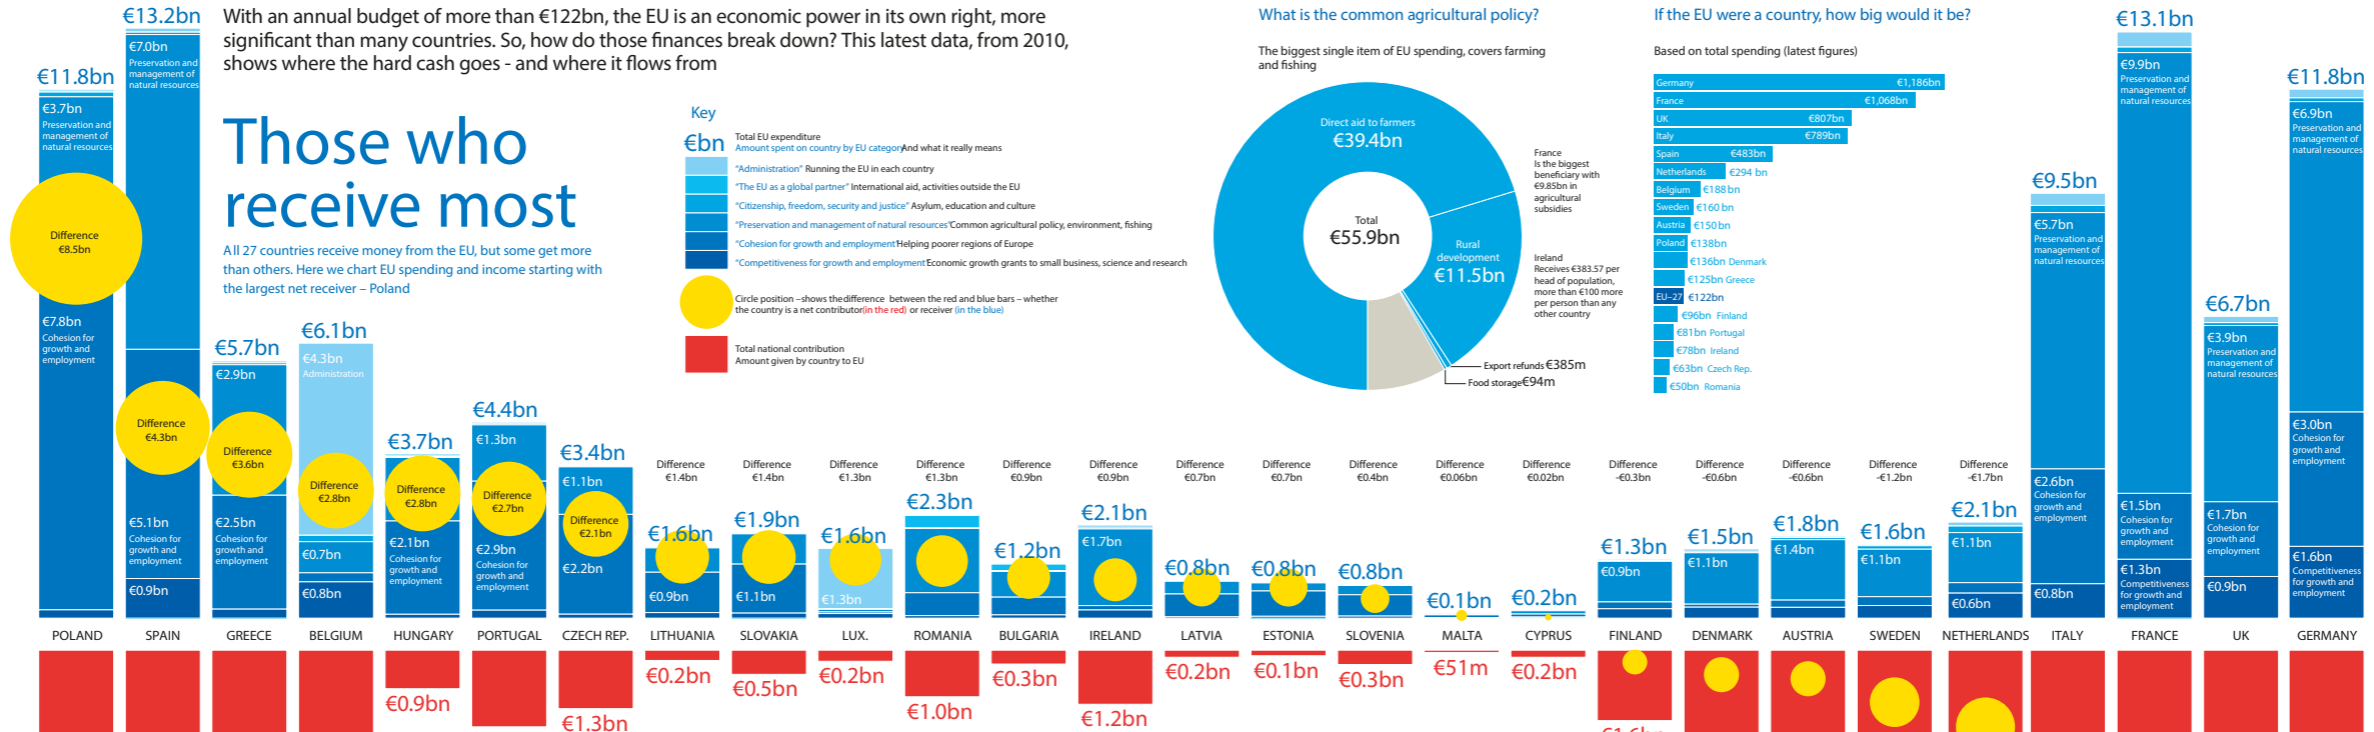 With an annual budget of more than €122bn, the EU is an economic power in its own right, more
significant than many countries. So, how do those finances break down? This latest data, from 2010,
shows where the hard cash goes - and where it flows from
Those who
receive most
All 27 countries receive money from the EU, but some get more
than others. Here we chart EU spending and income starting with
the largest net receiver – Poland
Key
€bn
Total EU expenditure
Amount spent on country by EU category And what it really means
"Administration" Running the EU in each country
"The EU as a global partner" International aid, activities outside the EU
"Citizenship, freedom, security and justice" Asylum, education and culture
"Preservation and management of natural resources" Common agricultural policy, environment, fishing
"Cohesion for growth and employment" Helping poorer regions of Europe
"Competitiveness for growth and employment" Economic growth grants to small business, science and research
Circle position – shows the difference between the red and blue bars – whether
the country is a net contributor (in the red) or receiver (in the blue)
Total national contribution
Amount given by country to EU
What is the common agricultural policy?
The biggest single item of EU spending, covers farming
and fishing
Direct aid to farmers
€39.4bn
Total
€55.9bn
Rural
development
€11.5bn
Export refunds €385m
Food storage €94m
France
Is the biggest
beneficiary with
€9.85bn in
agricultural
subsidies
Ireland
Receives €383.57 per
head of population,
more than €100 more
per person than any
other country
If the EU were a country, how big would it be?
Based on total spending (latest figures)
Germany €1,186bn
France €1,068bn
UK €807bn
Italy €789bn
Spain €483bn
Netherlands €294 bn
Belgium €188bn
Sweden €160 bn
Austria €150bn
Poland €138bn
€136bn Denmark
€125bn Greece
EU–27 €122bn
€96bn Finland
€81bn Portugal
€78bn Ireland
€63bn Czech Rep.
€50bn Romania
€11.8bn
€3.7bn
Preservation and
management of
natural resources
Difference
€8.5bn
€7.8bn
Cohesion for
growth and
employment
POLAND
€13.2bn
€7.0bn
Preservation and
management of
natural resources
Difference
€4.3bn
€5.1bn
Cohesion for
growth and
employment
€0.9bn
SPAIN
€5.7bn
€2.9bn
Difference
€3.6bn
€2.5bn
Cohesion for
growth and
employment
GREECE
€6.1bn
€4.3bn
Administration
Difference
€2.8bn
€0.7bn
€0.8bn
BELGIUM
€3.7bn
Difference
€2.8bn
€2.1bn
Cohesion for
growth and
employment
HUNGARY
€0.9bn
€4.4bn
€1.3bn
Difference
€2.7bn
€2.9bn
Cohesion for
growth and
employment
PORTUGAL
€3.4bn
€1.1bn
Difference
€2.1bn
€2.2bn
CZECH REP.
€1.3bn
Difference
€1.4bn
€1.6bn
€0.9bn
LITHUANIA
€0.2bn
Difference
€1.4bn
€1.9bn
€1.1bn
SLOVAKIA
€0.5bn
Difference
€1.3bn
€1.6bn
€1.3bn
LUX.
€0.2bn
Difference
€1.3bn
€2.3bn
ROMANIA
€1.0bn
Difference
€0.9bn
€1.2bn
BULGARIA
€0.3bn
Difference
€0.9bn
€2.1bn
€1.7bn
IRELAND
€1.2bn
Difference
€0.7bn
€0.8bn
LATVIA
€0.2bn
Difference
€0.7bn
€0.8bn
ESTONIA
€0.1bn
Difference
€0.4bn
€0.8bn
SLOVENIA
€0.3bn
Difference
€0.06bn
€0.1bn
MALTA
€51m
Difference
€0.02bn
€0.2bn
CYPRUS
€0.2bn
Difference
-€0.3bn
€1.3bn
€0.9bn
FINLAND
Difference
-€0.6bn
€1.5bn
€1.1bn
DENMARK
Difference
-€0.6bn
€1.8bn
€1.4bn
AUSTRIA
Difference
-€1.2bn
€1.6bn
€1.1bn
SWEDEN
Difference
-€1.7bn
€2.1bn
€1.1bn
€0.6bn
NETHERLANDS
€9.5bn
€5.7bn
Preservation and
management of
natural resources
€2.6bn
Cohesion for
growth and
employment
€0.8bn
ITALY
€13.1bn
€9.9bn
Preservation and
management of
natural resources
€1.5bn
Cohesion for
growth and
employment
€1.3bn
Competitiveness
for growth and
employment
FRANCE
€6.7bn
€3.9bn
Preservation and
management of
natural resources
€1.7bn
Cohesion for
growth and
employment
€0.9bn
UK
€11.8bn
€6.9bn
Preservation and
management of
natural resources
€3.0bn
Cohesion for
growth and
employment
€1.6bn
Competitiveness
for growth and
employment
GERMANY